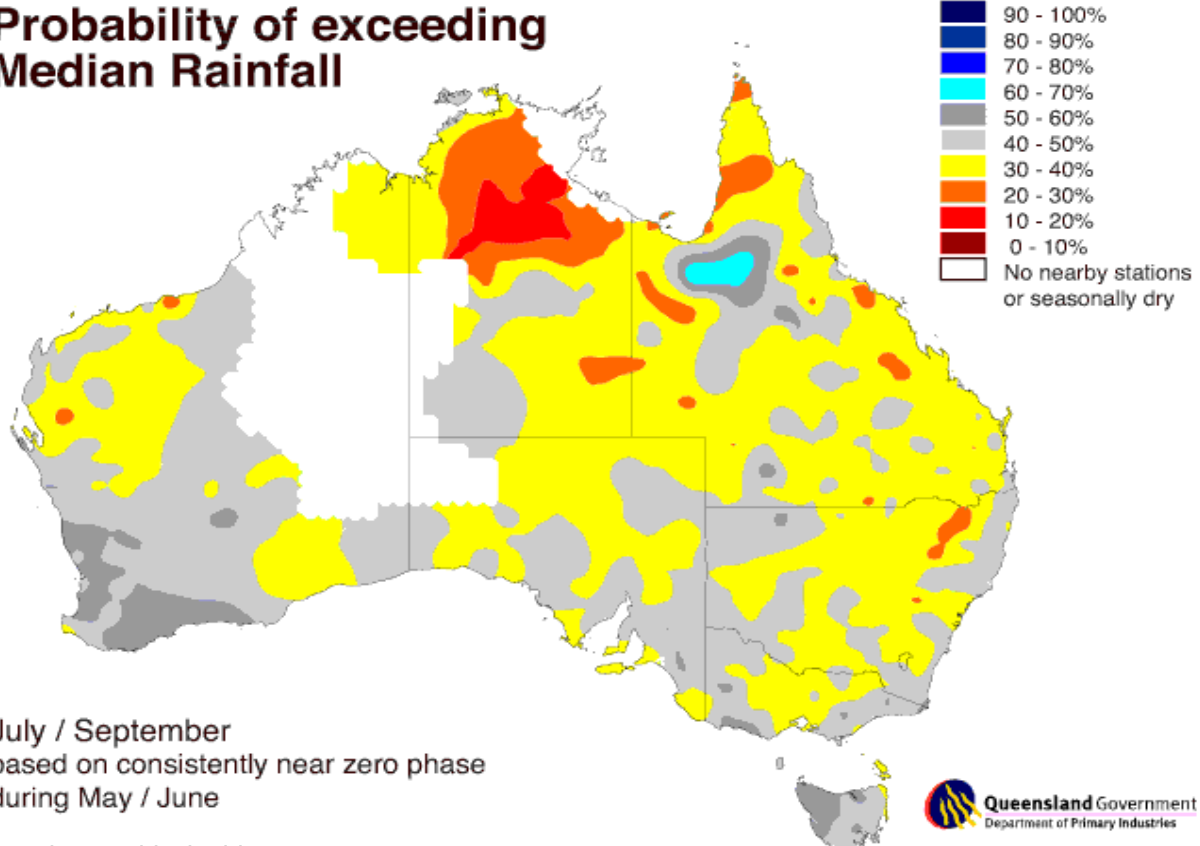 Probability of exceeding
Median Rainfall
90 - 100%
80 - 90%
70 - 80%
60 - 70%
50 - 60%
40 - 50%
30 - 40%
20 - 30%
10 - 20%
0 - 10%
No nearby stations
or seasonally dry
July / September
based on consistently near zero phase
during May / June
Queensland Government
Department of Primary Industries